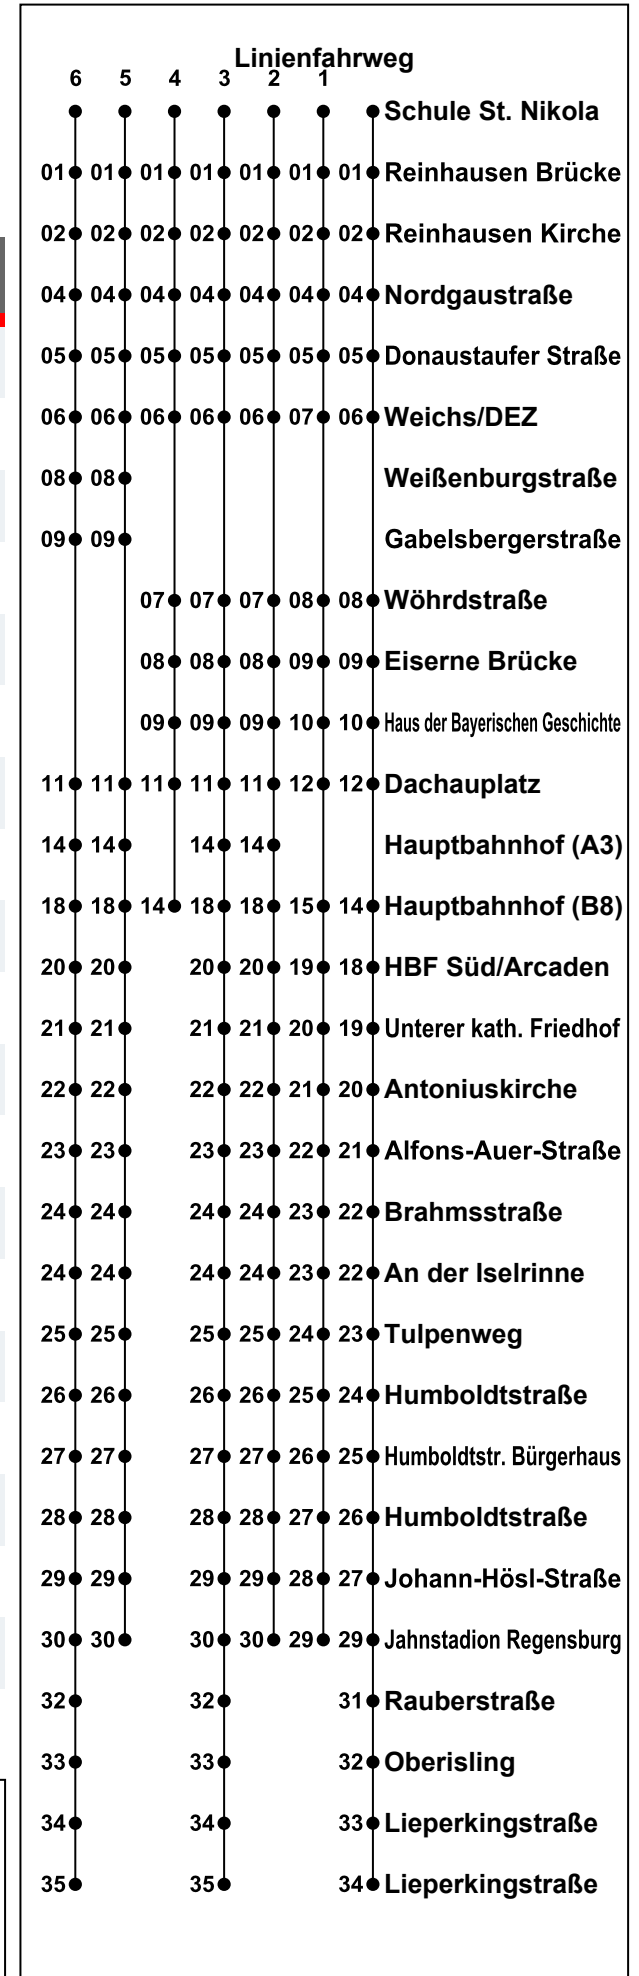 Linienfahrweg
6 5 4 3 2 1
Schule St. Nikola
01 01 01 01 01 01 01 Reinhausen Brücke
02 02 02 02 02 02 02 Reinhausen Kirche
04 04 04 04 04 04 04 Nordgaustraße
05 05 05 05 05 05 05 Donaustaufer Straße
06 06 06 06 06 07 06 Weichs/DEZ
08 08 Weißenburgstraße
09 09 Gabelsbergerstraße
07 07 07 08 08 Wöhrdstraße
08 08 08 09 09 Eiserne Brücke
09 09 09 10 10 Haus der Bayerischen Geschichte
11 11 11 11 11 12 12 Dachauplatz
14 14 14 14 Hauptbahnhof (A3)
18 18 14 18 18 15 14 Hauptbahnhof (B8)
20 20 20 20 19 18 HBF Süd/Arcaden
21 21 21 21 20 19 Unterer kath. Friedhof
22 22 22 22 21 20 Antoniuskirche
23 23 23 23 22 21 Alfons-Auer-Straße
24 24 24 24 23 22 Brahmsstraße
24 24 24 24 23 22 An der Iselrinne
25 25 25 25 24 23 Tulpenweg
26 26 26 26 25 24 Humboldtstraße
27 27 27 27 26 25 Humboldtstr. Bürgerhaus
28 28 28 28 27 26 Humboldtstraße
29 29 29 29 28 27 Johann-Hösl-Straße
30 30 30 30 29 29 Jahnstadion Regensburg
32 32 31 Rauberstraße
33 33 32 Oberisling
34 34 33 Lieperkingstraße
35 35 34 Lieperkingstraße